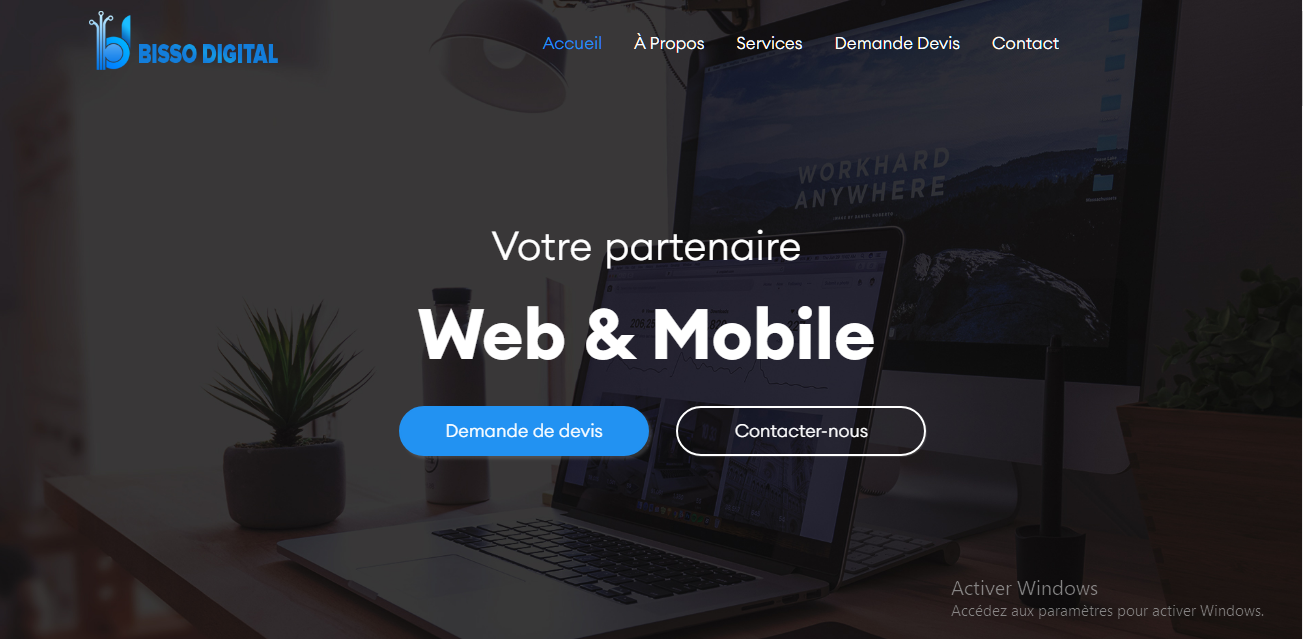 BISSO DIGITAL
Accueil À Propos Services Demande Devis Contact
WORKHARD
ANYWHERE
Votre partenaire
Web & Mobile
Demande de devis Contacter-nous
Activer Windows
Accédez aux paramètres pour activer Windows.